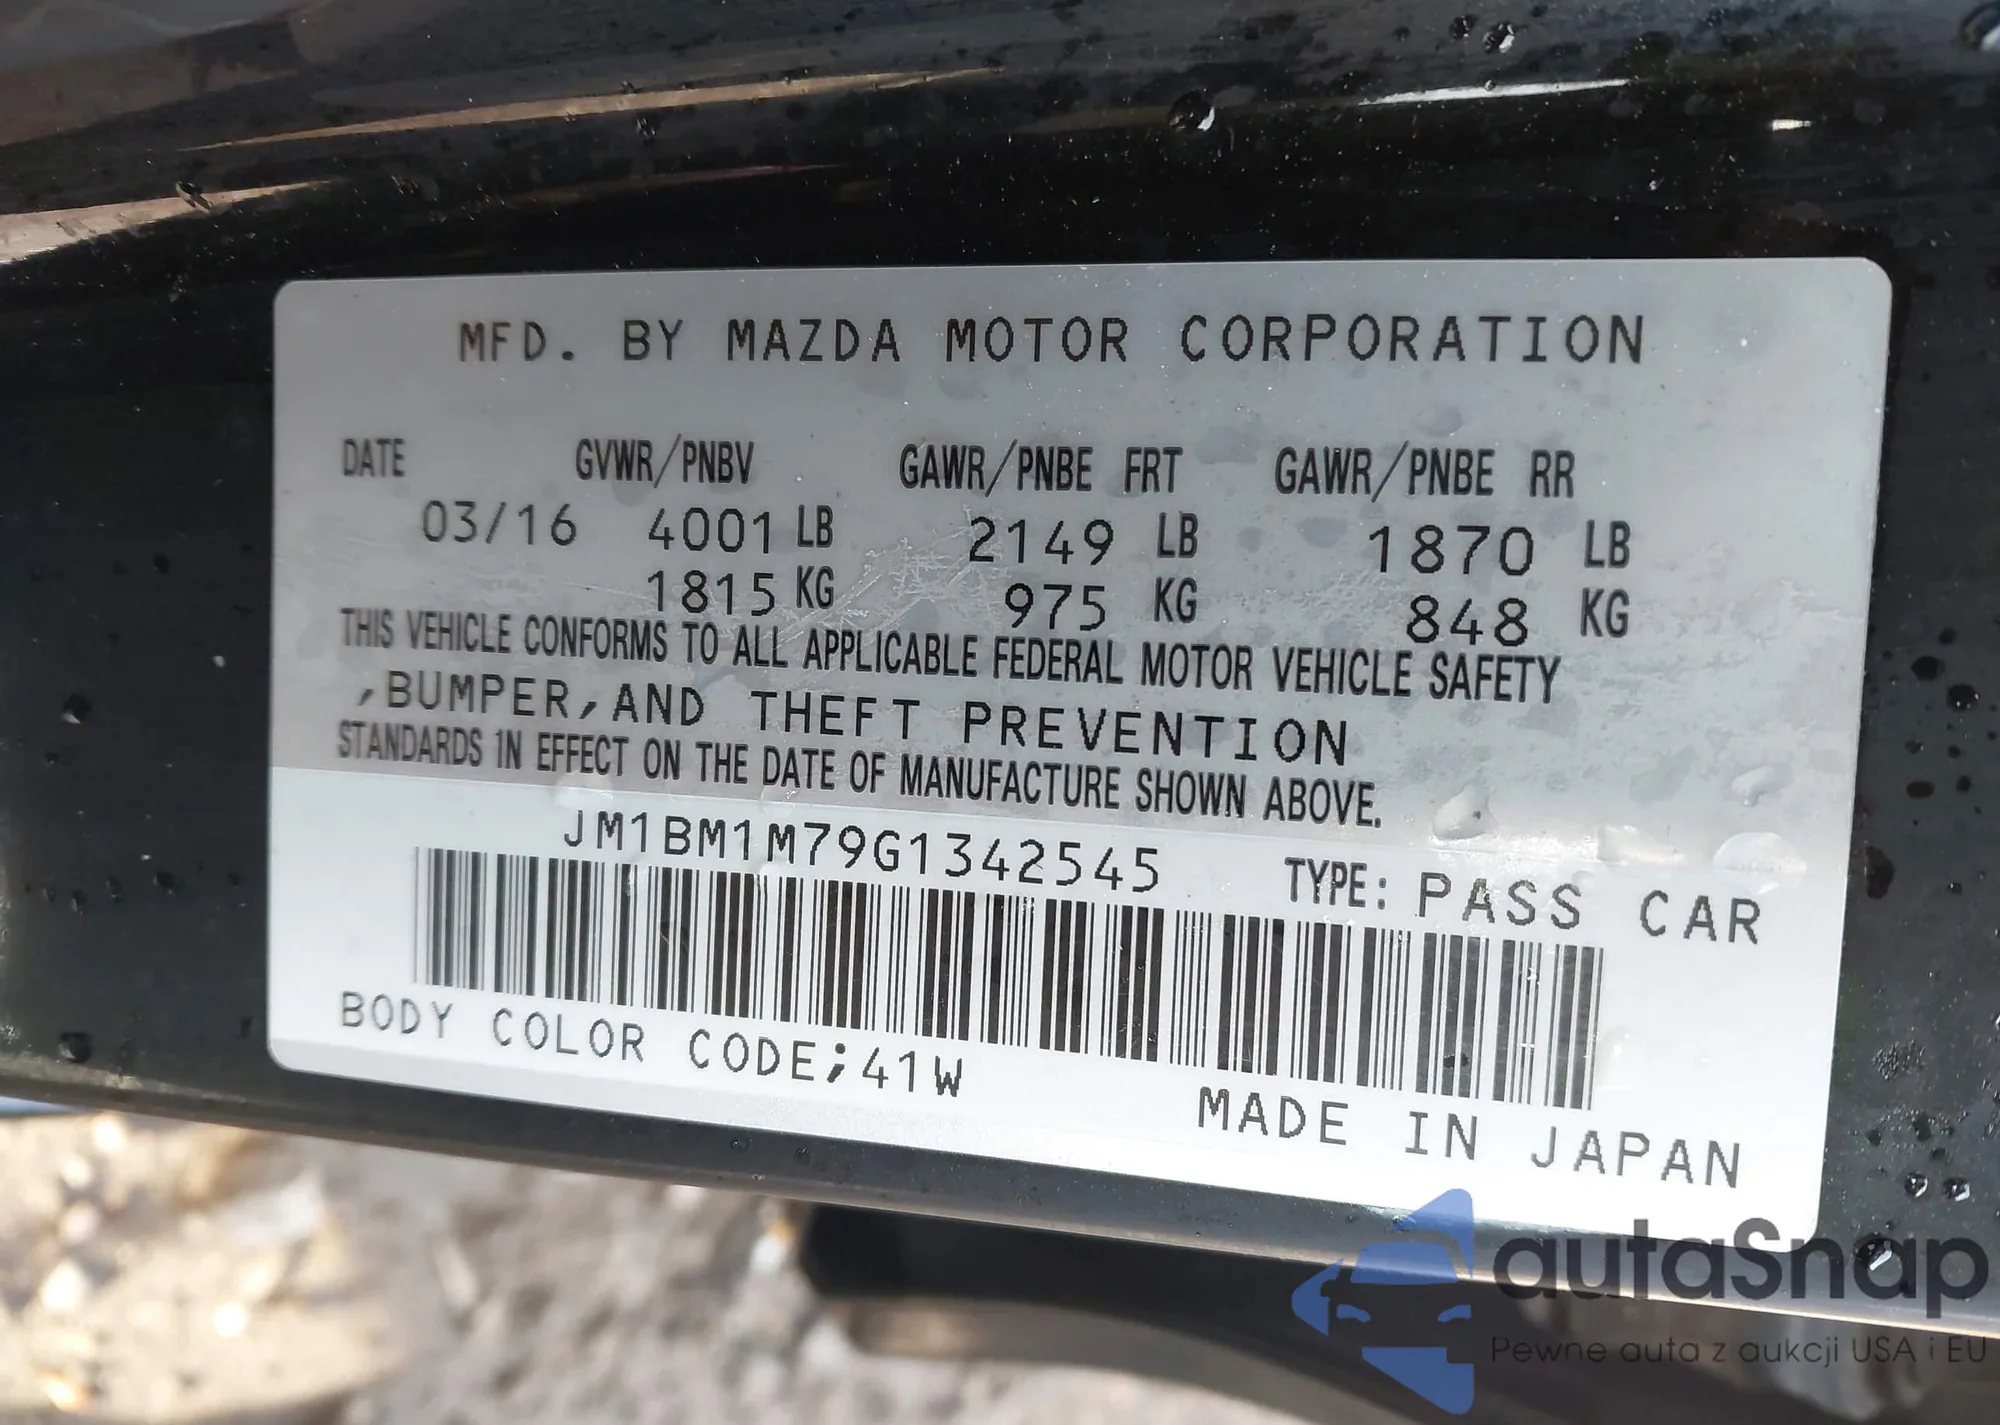 MFD. BY MAZDA MOTOR CORPORATION
DATE GVWR/PNBV GAWR/PNBE FRT GAWR/PNBE RR
03/16 4001 LB 2149 LB 1870 LB
1815 KG 975 KG 848 KG
THIS VEHICLE CONFORMS TO ALL APPLICABLE FEDERAL MOTOR VEHICLE SAFETY
,BUMPER,AND THEFT PREVENTION
STANDARDS IN EFFECT ON THE DATE OF MANUFACTURE SHOWN ABOVE.
JM1BM1M79G1342545 TYPE: PASS CAR
BODY COLOR CODE;41W
MADE IN JAPAN
autaSnap
Pewne auta z aukcji USA i EU